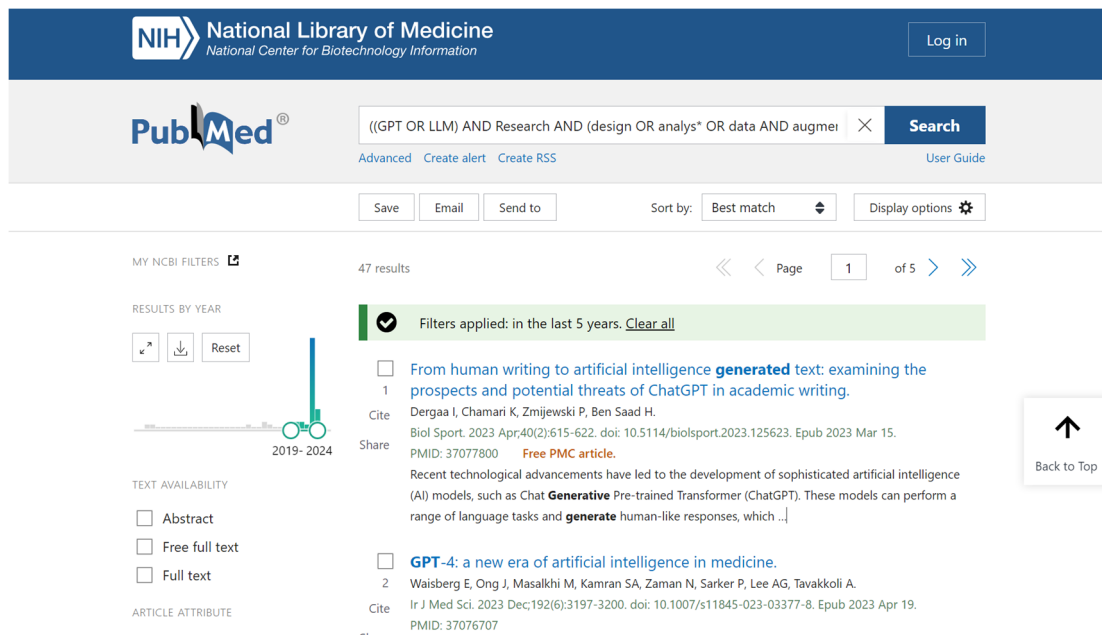 NIH
National Library of Medicine
National Center for Biotechnology Information
Log in
PubMed®
((GPT OR LLM) AND Research AND (design OR analys* OR data AND augmer
Search
Advanced Create alert Create RSS
User Guide
Save Email Send to
Sort by: Best match
Display options
MY NCBI FILTERS
47 results
Page 1 of 5
RESULTS BY YEAR
Reset
2019- 2024
Filters applied: in the last 5 years. Clear all
From human writing to artificial intelligence generated text: examining the
prospects and potential threats of ChatGPT in academic writing.
1
Cite
Share
Dergaa I, Chamari K, Zmijewski P, Ben Saad H.
Biol Sport. 2023 Apr;40(2):615-622. doi: 10.5114/biolsport.2023.125623. Epub 2023 Mar 15.
PMID: 37077800 Free PMC article.
Recent technological advancements have led to the development of sophisticated artificial intelligence
(AI) models, such as Chat Generative Pre-trained Transformer (ChatGPT). These models can perform a
range of language tasks and generate human-like responses, which ...
Back to Top
TEXT AVAILABILITY
Abstract
Free full text
Full text
ARTICLE ATTRIBUTE
GPT-4: a new era of artificial intelligence in medicine.
2
Cite
Waisberg E, Ong J, Masalkhi M, Kamran SA, Zaman N, Sarker P, Lee AG, Tavakkoli A.
Ir J Med Sci. 2023 Dec;192(6):3197-3200. doi: 10.1007/s11845-023-03377-8. Epub 2023 Apr 19.
PMID: 37076707